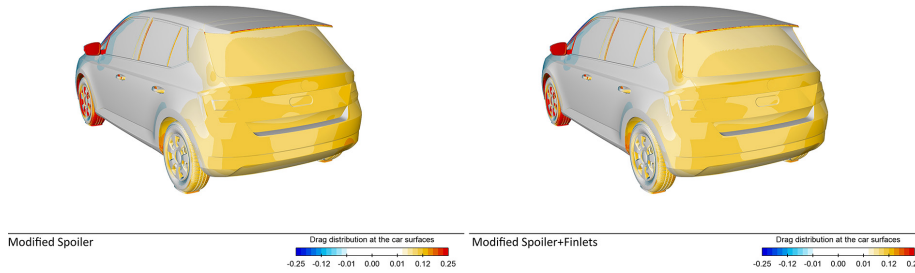 Modified Spoiler
Drag distribution at the car surfaces
-0.25 -0.12 -0.01 0.00 0.01 0.12 0.25
Modified Spoiler+Finlets
Drag distribution at the car surfaces
-0.25 -0.12 -0.01 0.00 0.01 0.12